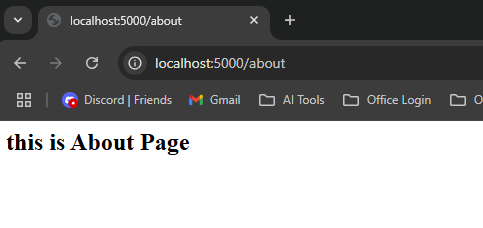 localhost:5000/about
localhost:5000/about
Discord | Friends Gmail AI Tools Office Login
this is About Page